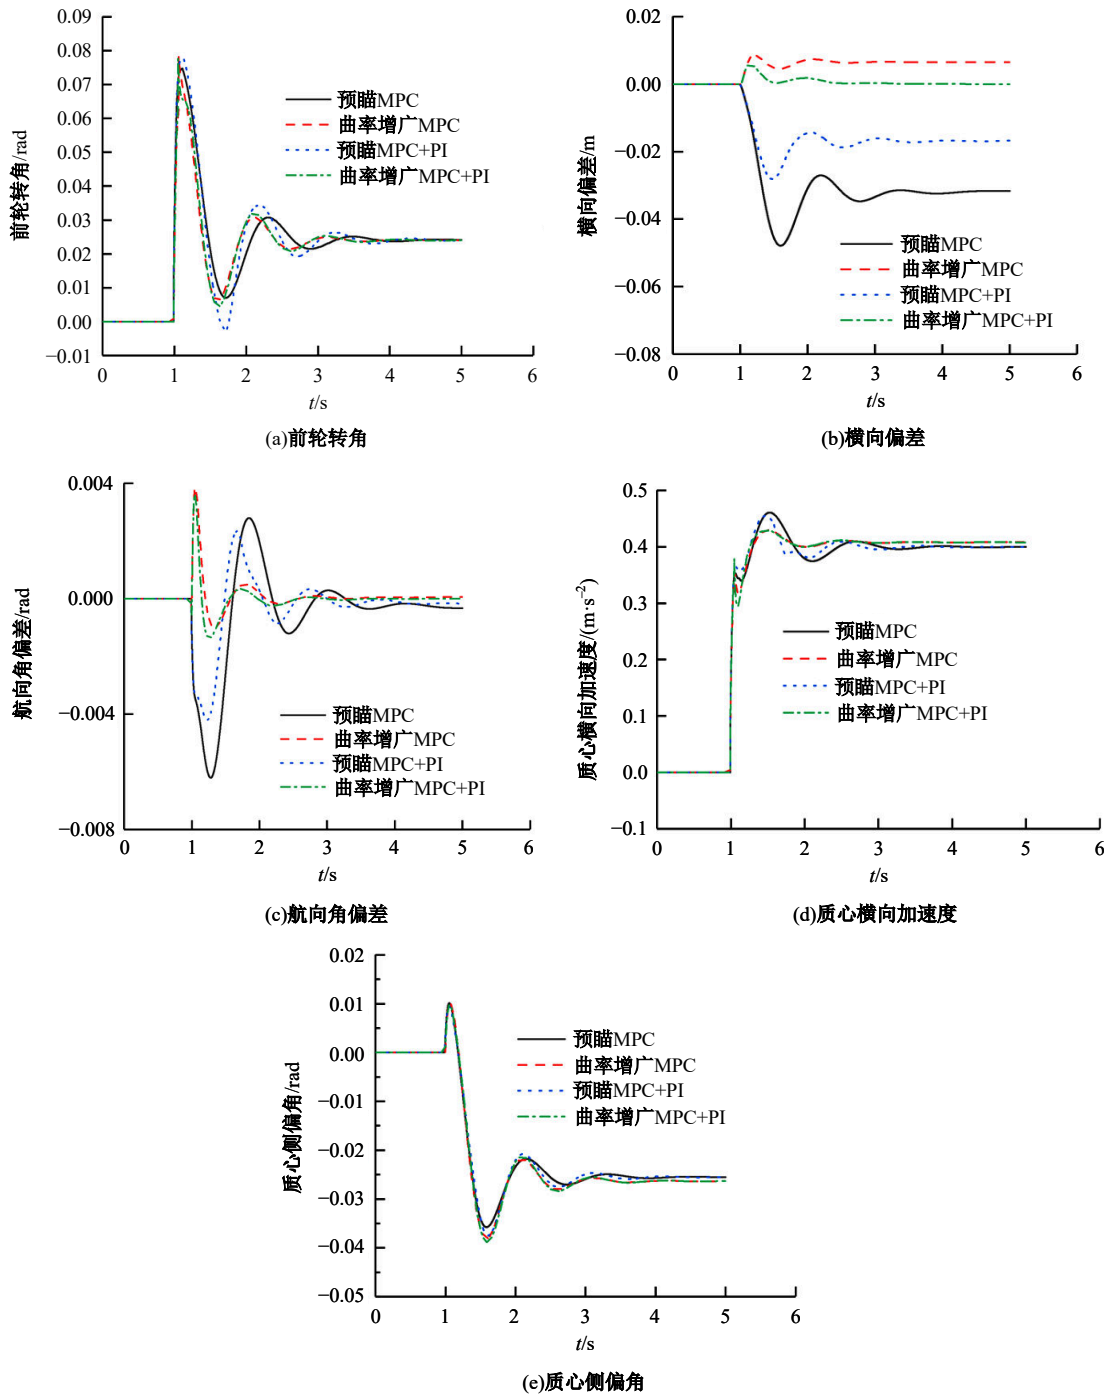 0.09
0.08
0.07
0.06
0.05
0.04
0.03
0.02
0.01
0.00
−0.01
前轮转角/rad
预瞄MPC
曲率增广MPC
预瞄MPC+PI
曲率增广MPC+PI
0 1 2 3 4 5 6
t/s
(a)前轮转角
0.02
0.00
−0.02
−0.04
−0.06
−0.08
横向偏差/m
预瞄MPC
曲率增广MPC
预瞄MPC+PI
曲率增广MPC+PI
0 1 2 3 4 5 6
t/s
(b)横向偏差
0.004
0.000
−0.004
−0.008
航向角偏差/rad
预瞄MPC
曲率增广MPC
预瞄MPC+PI
曲率增广MPC+PI
0 1 2 3 4 5 6
t/s
(c)航向角偏差
0.5
0.4
0.3
0.2
0.1
0.0
−0.1
质心横向加速度/(m·s⁻²)
预瞄MPC
曲率增广MPC
预瞄MPC+PI
曲率增广MPC+PI
0 1 2 3 4 5 6
t/s
(d)质心横向加速度
0.02
0.01
0.00
−0.01
−0.02
−0.03
−0.04
−0.05
质心侧偏角/rad
预瞄MPC
曲率增广MPC
预瞄MPC+PI
曲率增广MPC+PI
0 1 2 3 4 5 6
t/s
(e)质心侧偏角